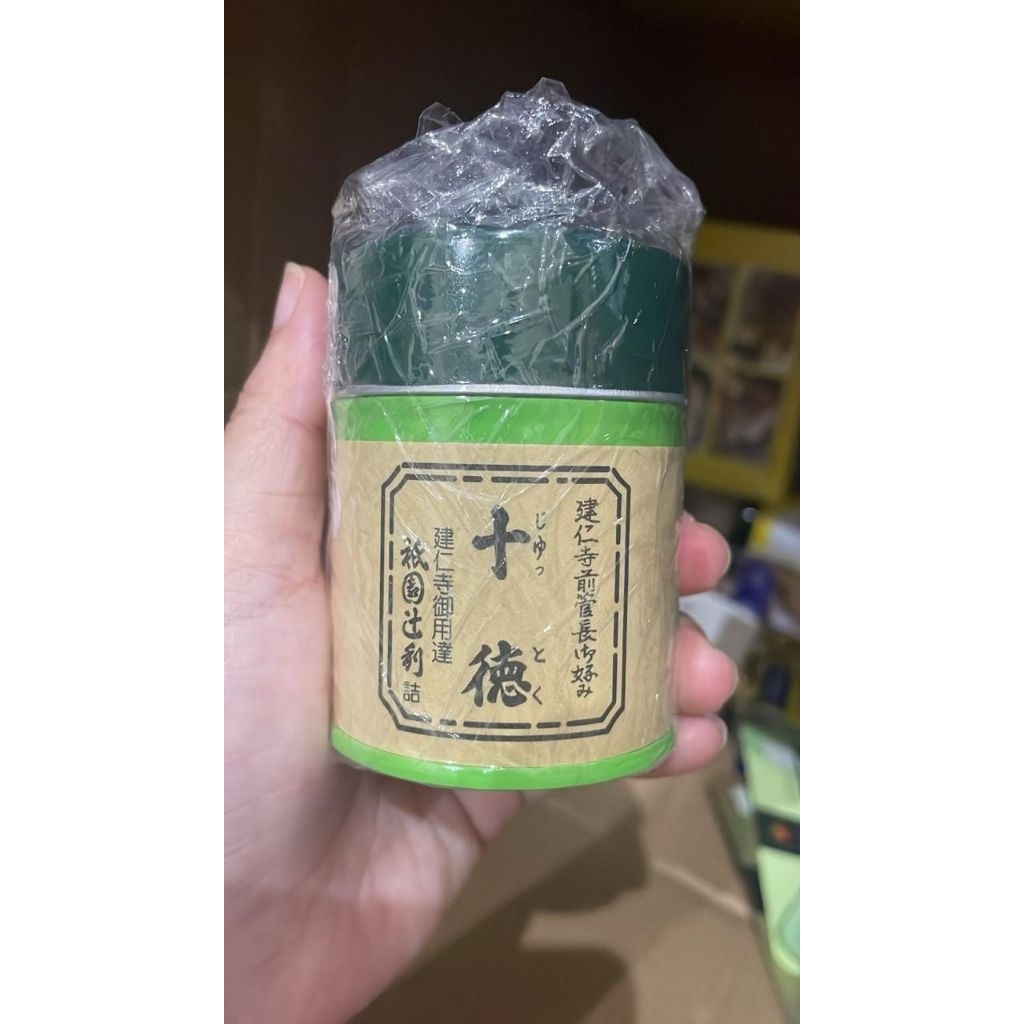 建仁寺前管長御好み
じゅっ とく
十徳
建仁寺御用達
祇園辻利 詰